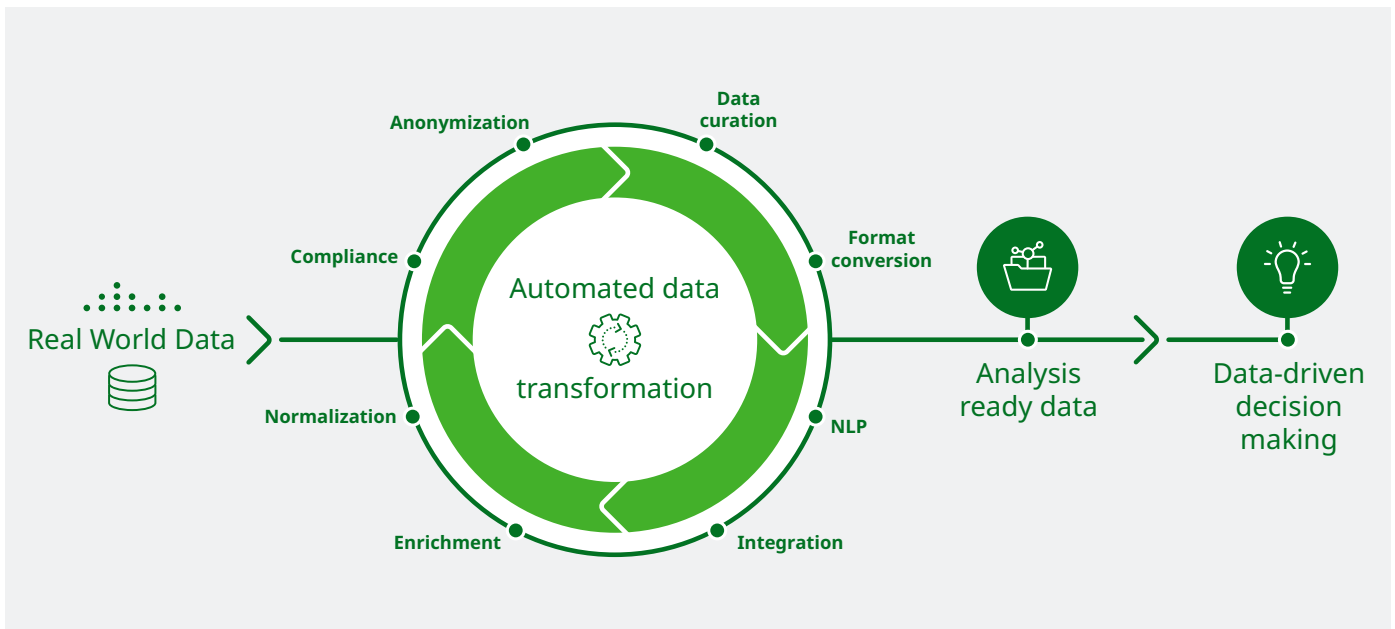 Real World Data
Anonymization
Data
curation
Compliance
Format
conversion
Automated data
transformation
Normalization
NLP
Enrichment
Integration
Analysis
ready data
Data-driven
decision
making